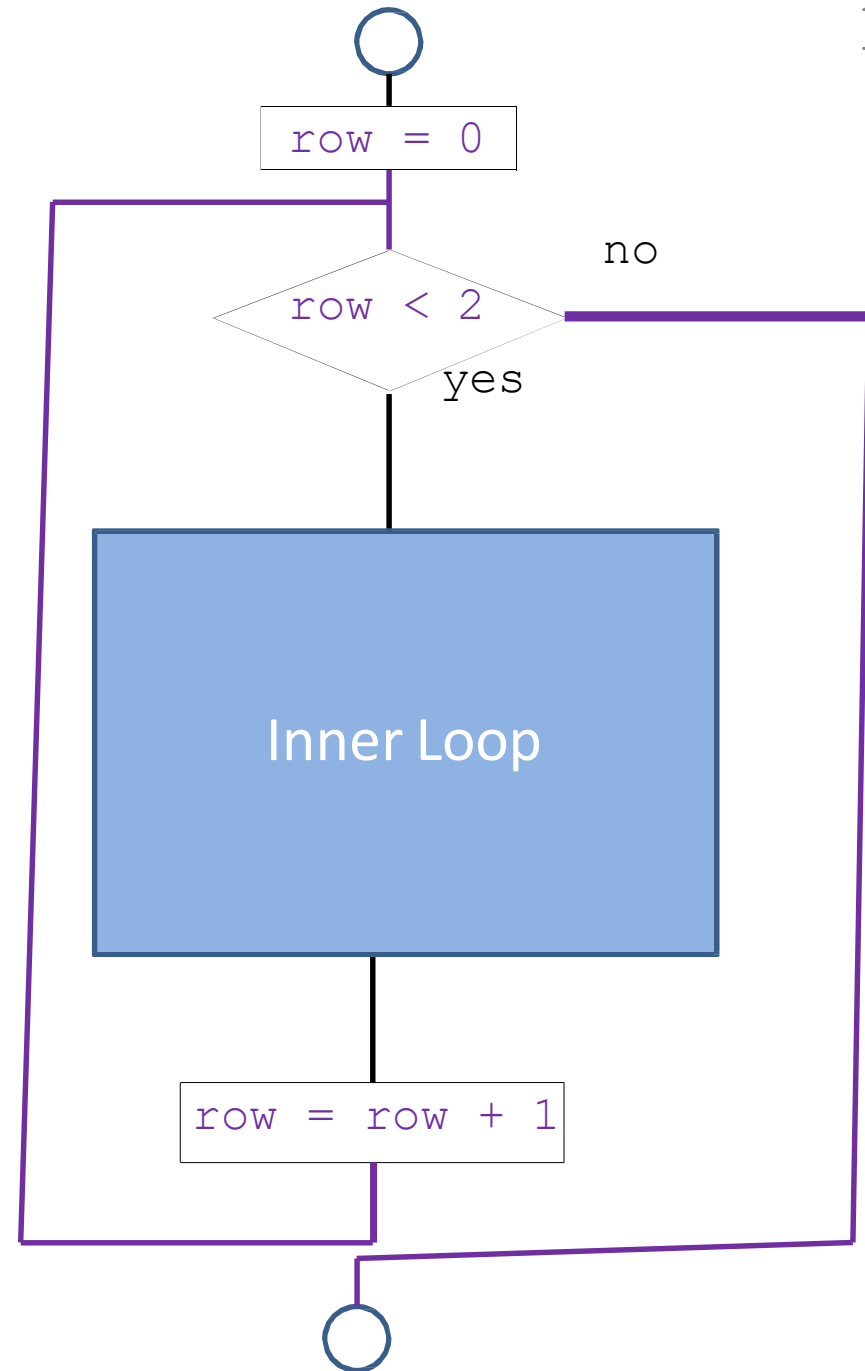 row = 0
no
row < 2
yes
Inner Loop
row = row + 1